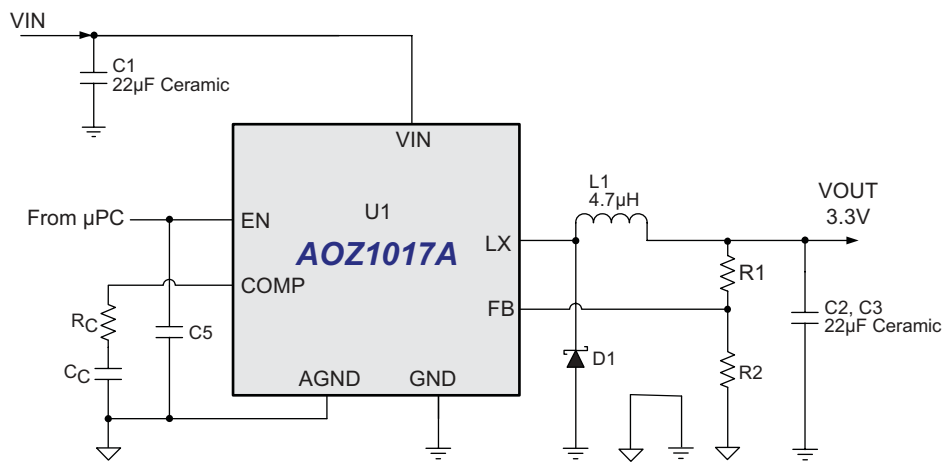 VIN
C1
22µF Ceramic
VIN
From µPC
EN
U1
AOZ1017A
COMP
LX
FB
L1
4.7µH
VOUT
3.3V
R1
C2, C3
22µF Ceramic
RC
C5
CC
AGND
GND
D1
R2